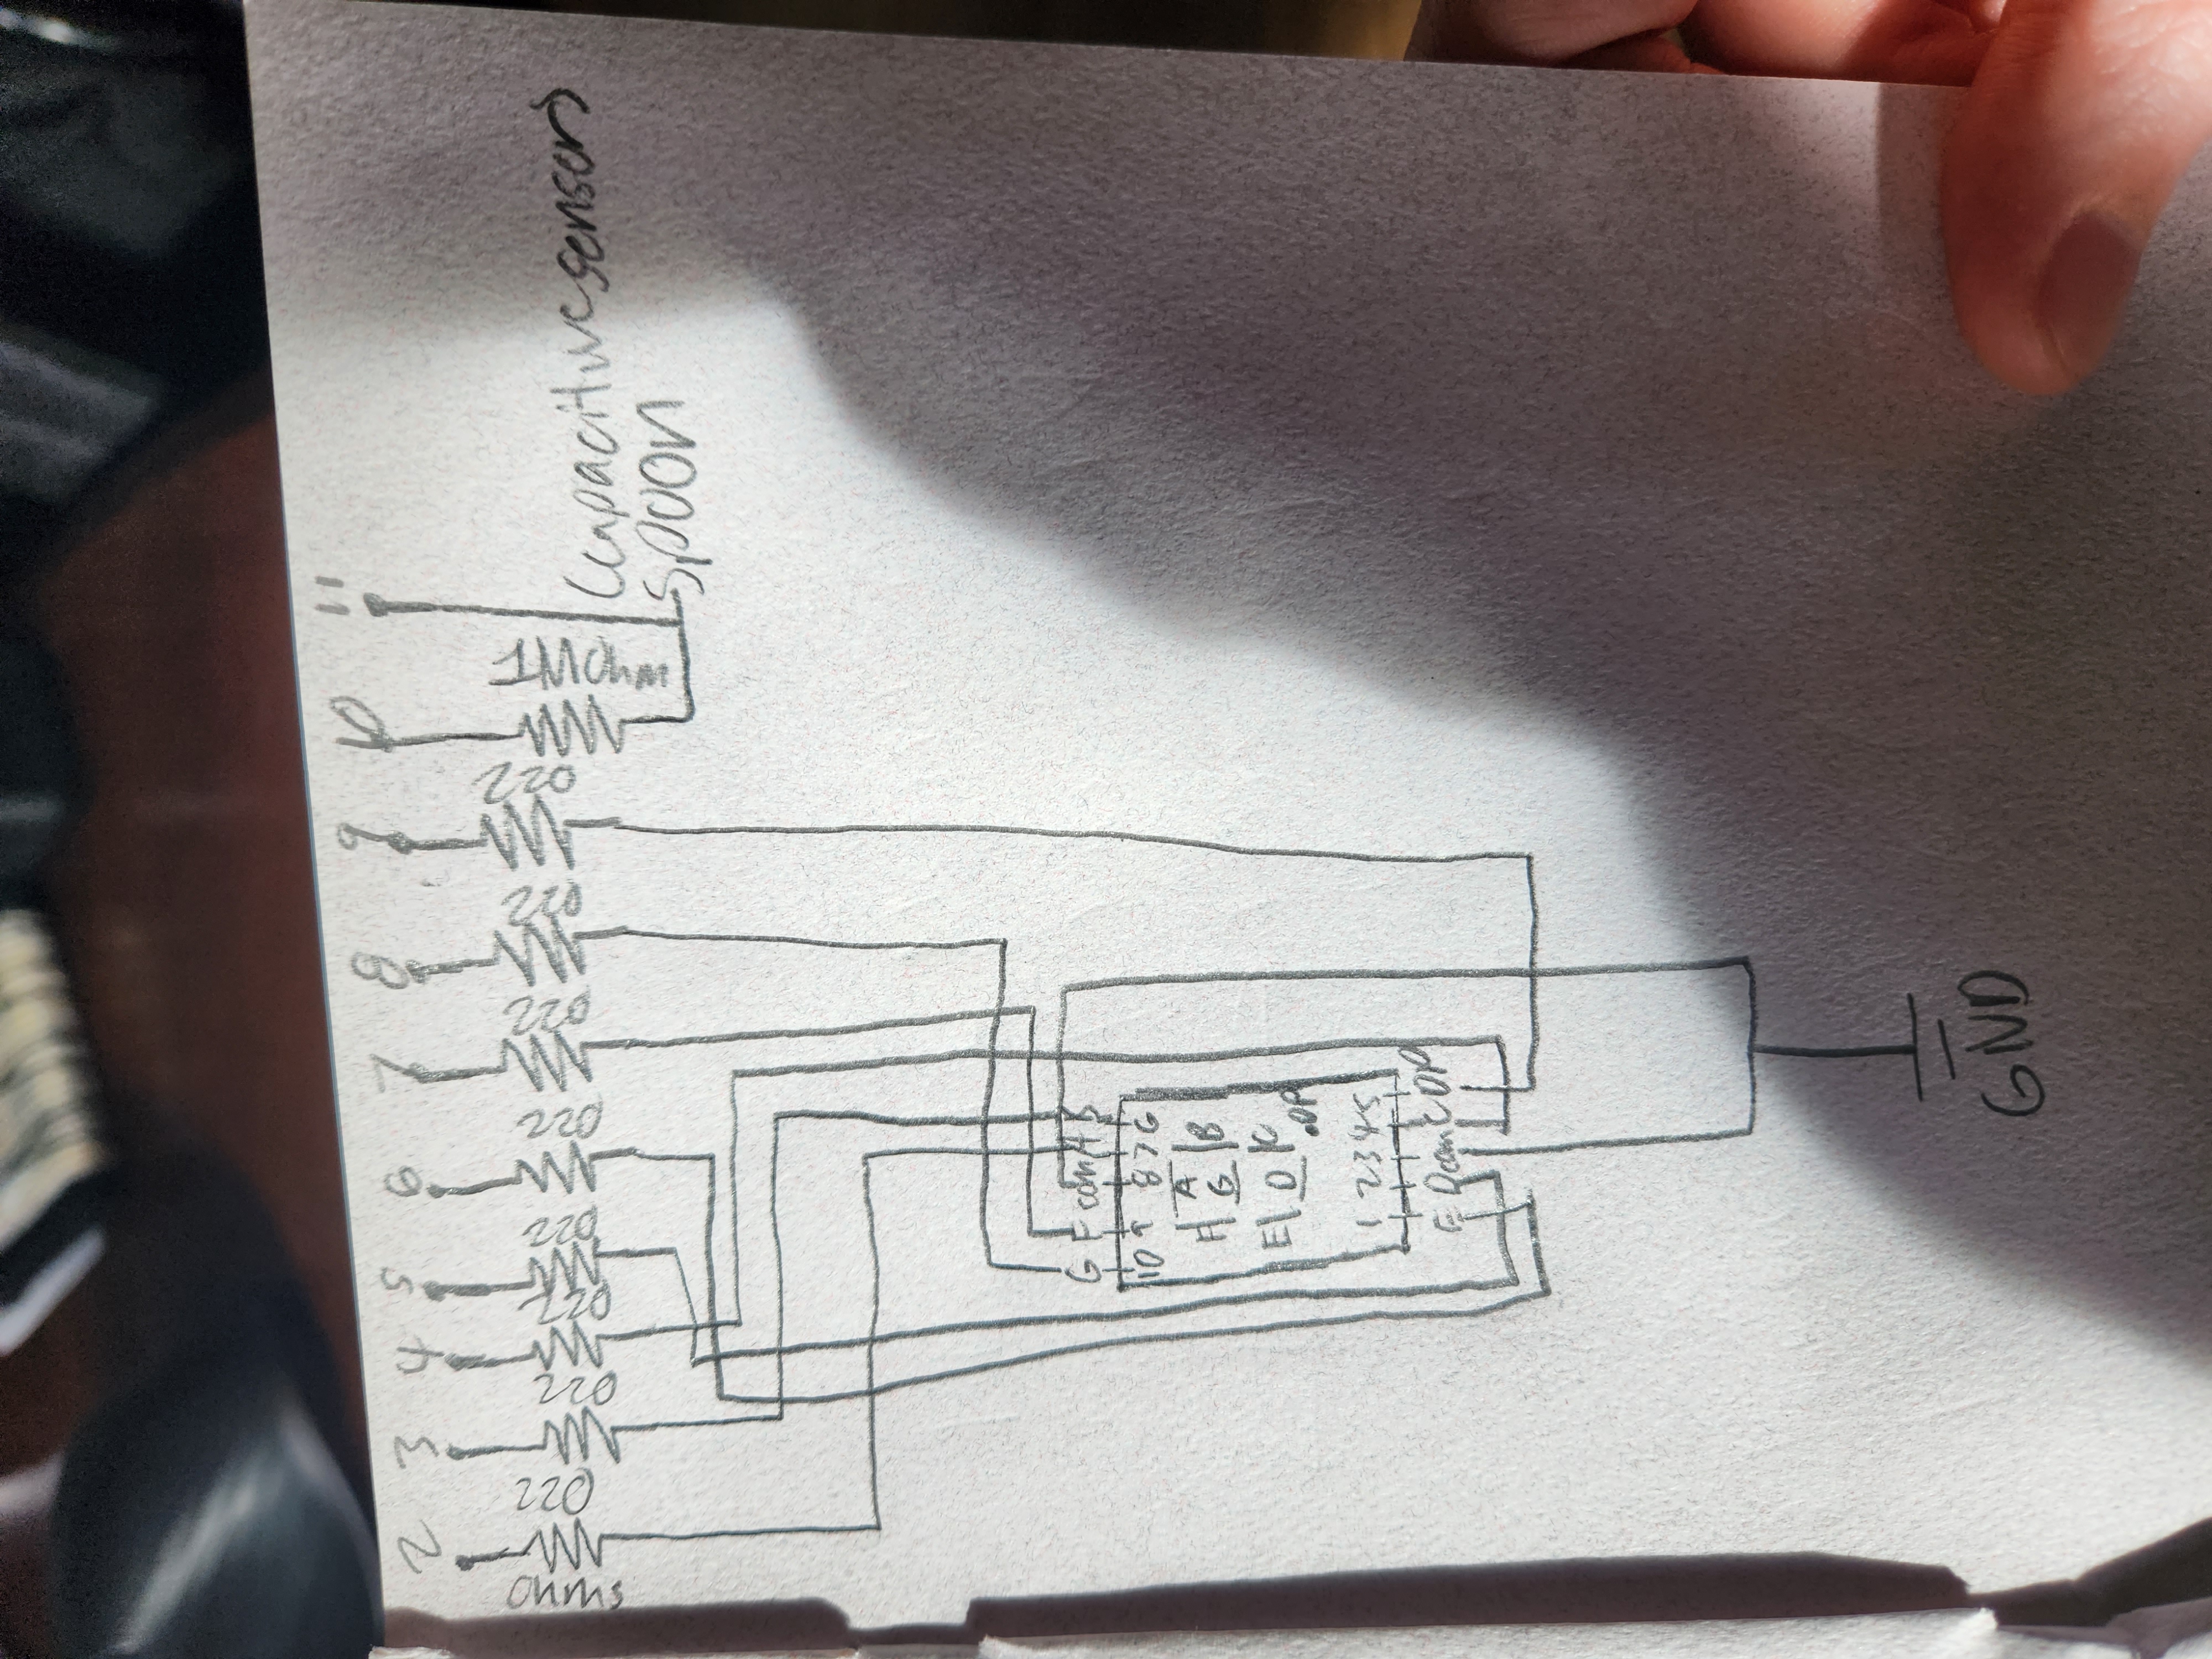 2 3 4 5 6 7 8 9 10 11
ohms 220 220 220 220 220 220 220 220 1M ohm
(capacitive sensor)
spoon
G F com A B
10 9 8 7 6
A
F B
G
E D C
.DP
1 2 3 4 5
E D com C DP
GND